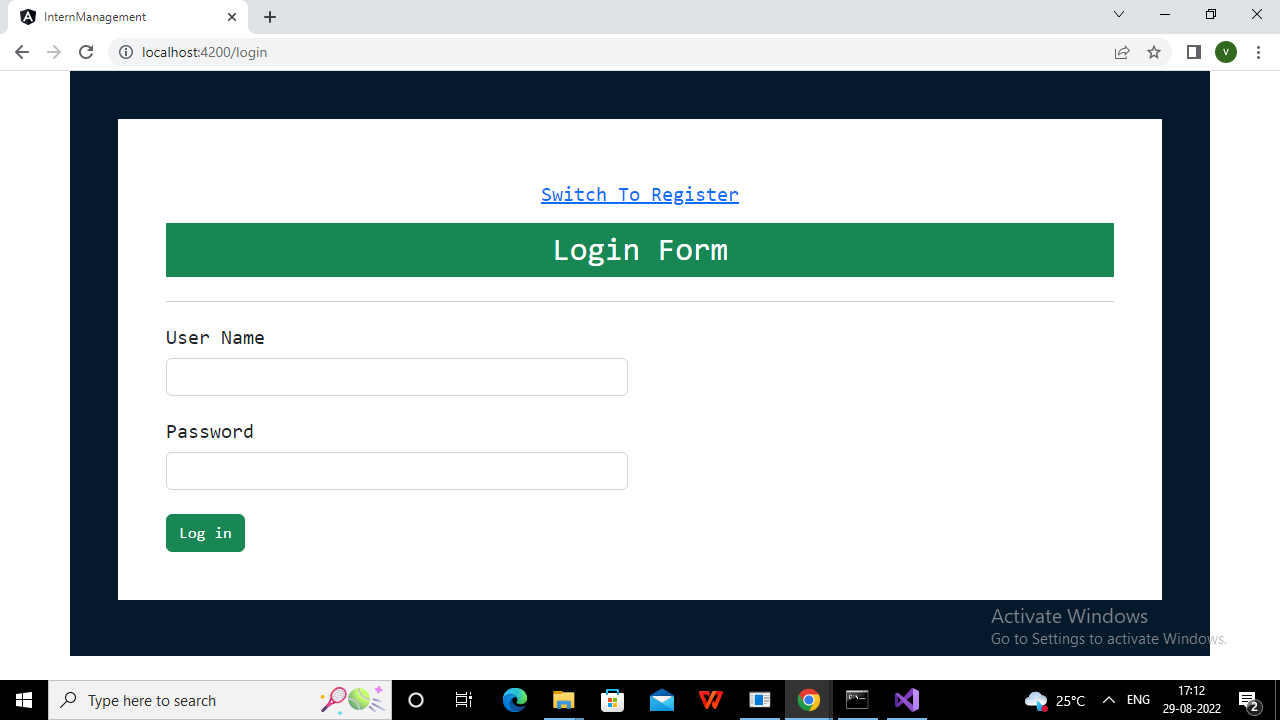 InternManagement
localhost:4200/login
V
Switch To Register
Login Form
User Name
Password
Log in
Activate Windows
Go to Settings to activate Windows.
Type here to search
25°C
ENG
17:12
29-08-2022
2